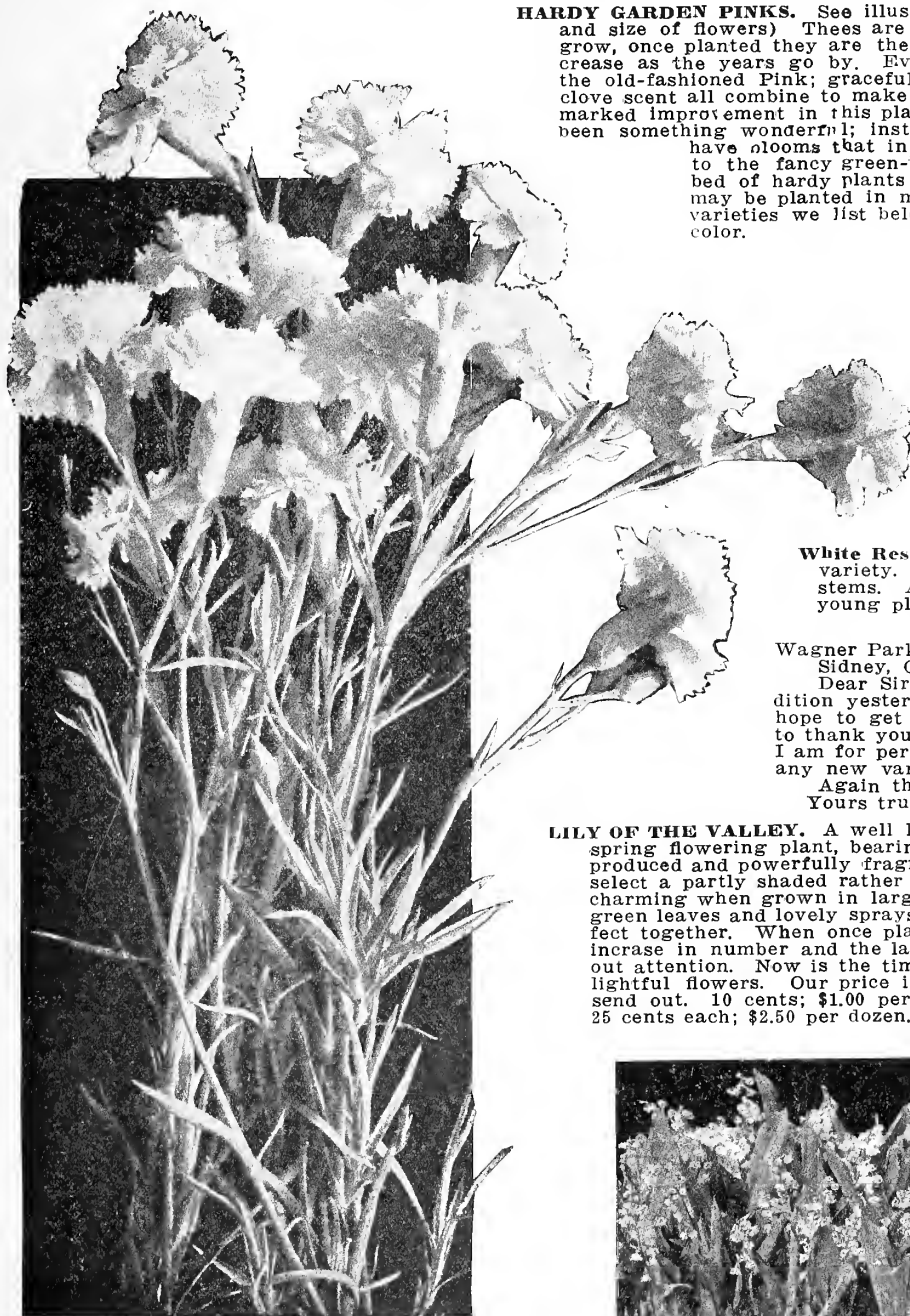 HARDY GARDEN PINKS. See illus
and size of flowers) Thees are
grow, once planted they are the
crease as the years go by. Ev
the old-fashioned Pink; graceful
clove scent all combine to make
marked improvement in this pla
been something wonderful; inst
have blooms that in
to the fancy green-
bed of hardy plants
may be planted in m
varieties we list bel
color.
White Res
variety.
stems. A
young pl
Wagner Park
Sidney, O
Dear Sir
dition yester
hope to get
to thank you
I am for per
any new var
Again th
Yours tru
LILY OF THE VALLEY. A well k
spring flowering plant, bearin
produced and powerfully fragr
select a partly shaded rather
charming when grown in larg
green leaves and lovely sprays
fect together. When once pla
incrase in number and the la
out attention. Now is the tim
lightful flowers. Our price i
send out. 10 cents; $1.00 per
25 cents each; $2.50 per dozen.